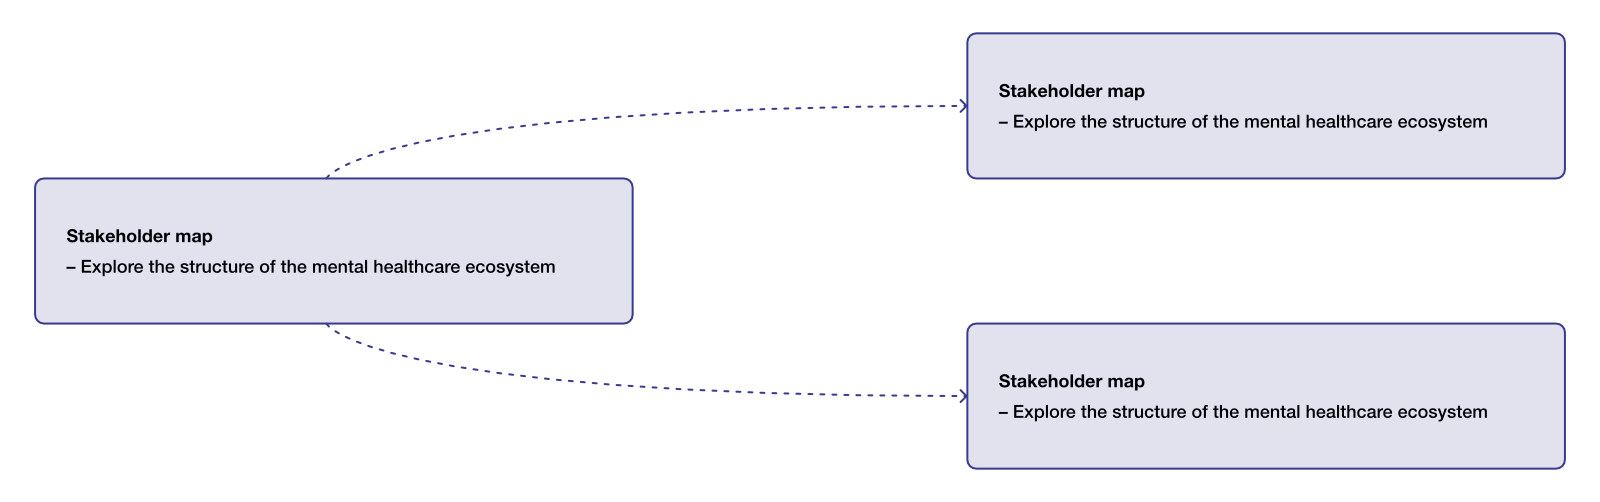 Stakeholder map
– Explore the structure of the mental healthcare ecosystem
Stakeholder map
– Explore the structure of the mental healthcare ecosystem
Stakeholder map
– Explore the structure of the mental healthcare ecosystem